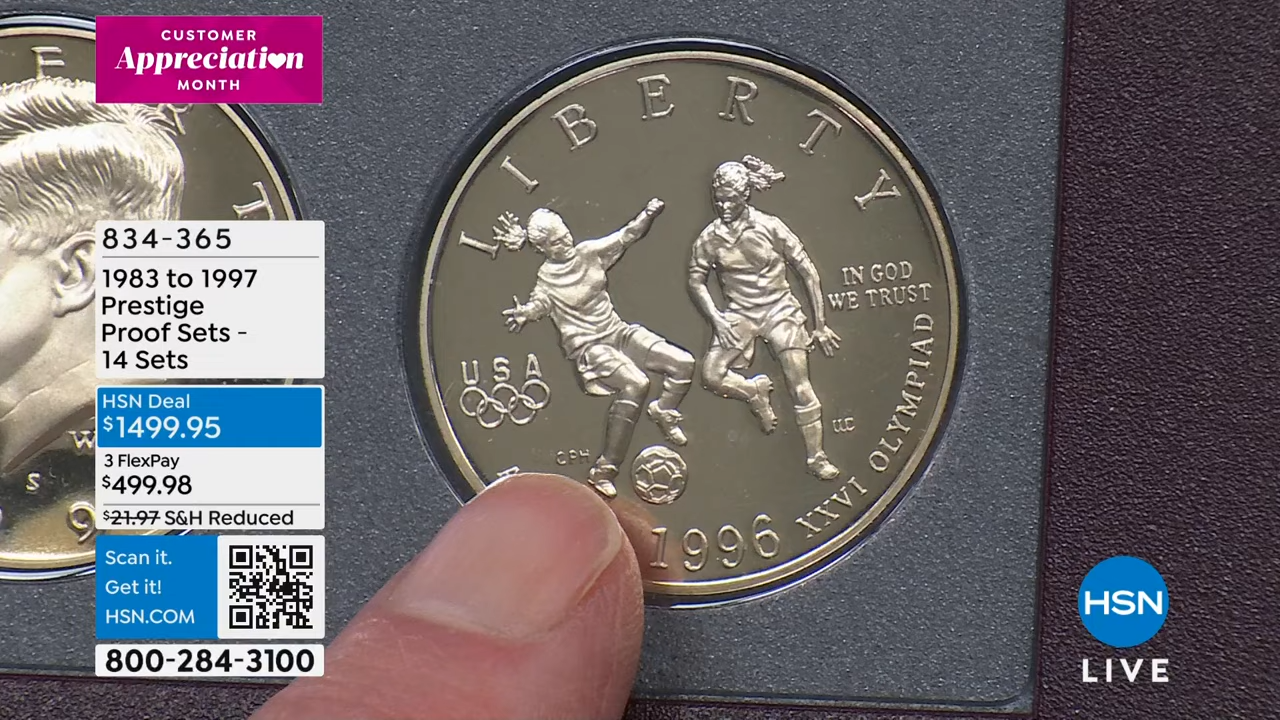 CUSTOMER
Appreciation
MONTH
834-365
1983 to 1997
Prestige
Proof Sets -
14 Sets
HSN Deal
$1499.95
3 FlexPay
$499.98
$21.97 S&H Reduced
Scan it.
Get it!
HSN.COM
800-284-3100
LIBERTY
IN GOD
WE TRUST
USA
XXVI OLYMPIAD
1996
CPH
S
9
HSN
LIVE